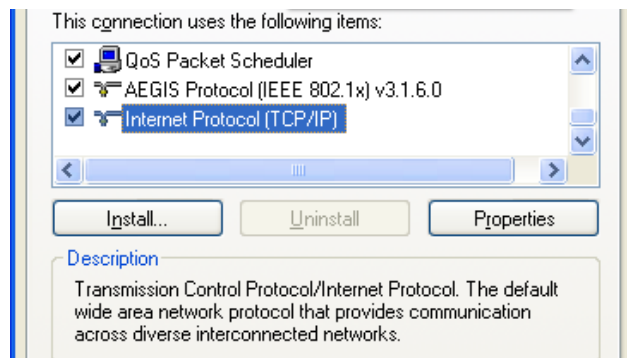 This connection uses the following items:
QoS Packet Scheduler
AEGIS Protocol (IEEE 802.1x) v3.1.6.0
Internet Protocol (TCP/IP)
Install... Uninstall Properties
Description
Transmission Control Protocol/Internet Protocol. The default
wide area network protocol that provides communication
across diverse interconnected networks.